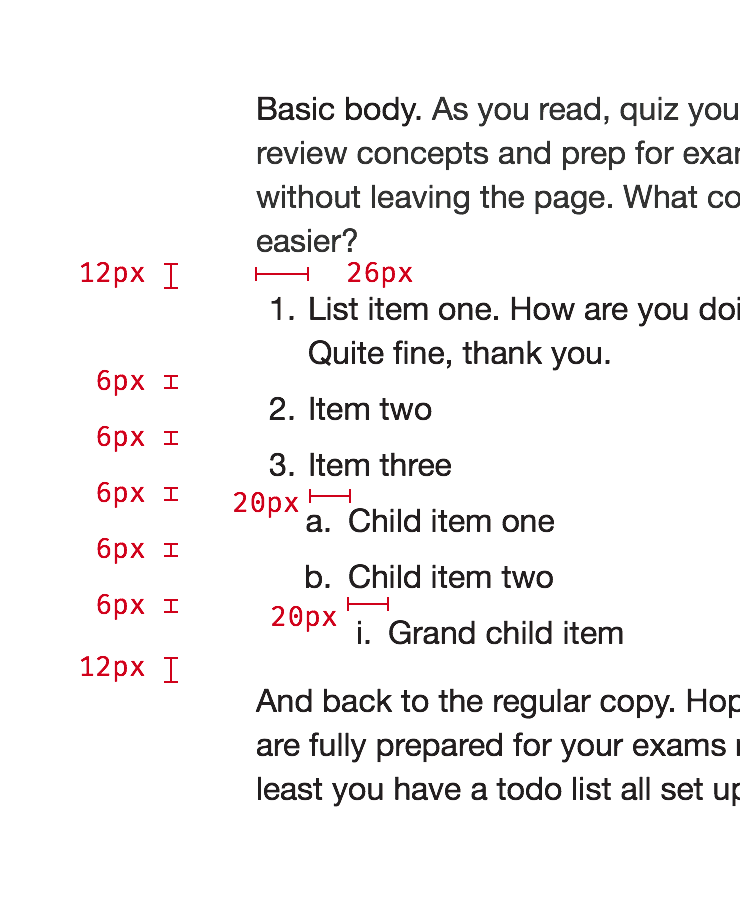 Basic body. As you read, quiz you
review concepts and prep for exar
without leaving the page. What co
easier?
12px 26px
1. List item one. How are you doi
Quite fine, thank you.
6px
2. Item two
6px
3. Item three
6px 20px
a. Child item one
6px
b. Child item two
6px 20px
i. Grand child item
12px
And back to the regular copy. Hop
are fully prepared for your exams
least you have a todo list all set up